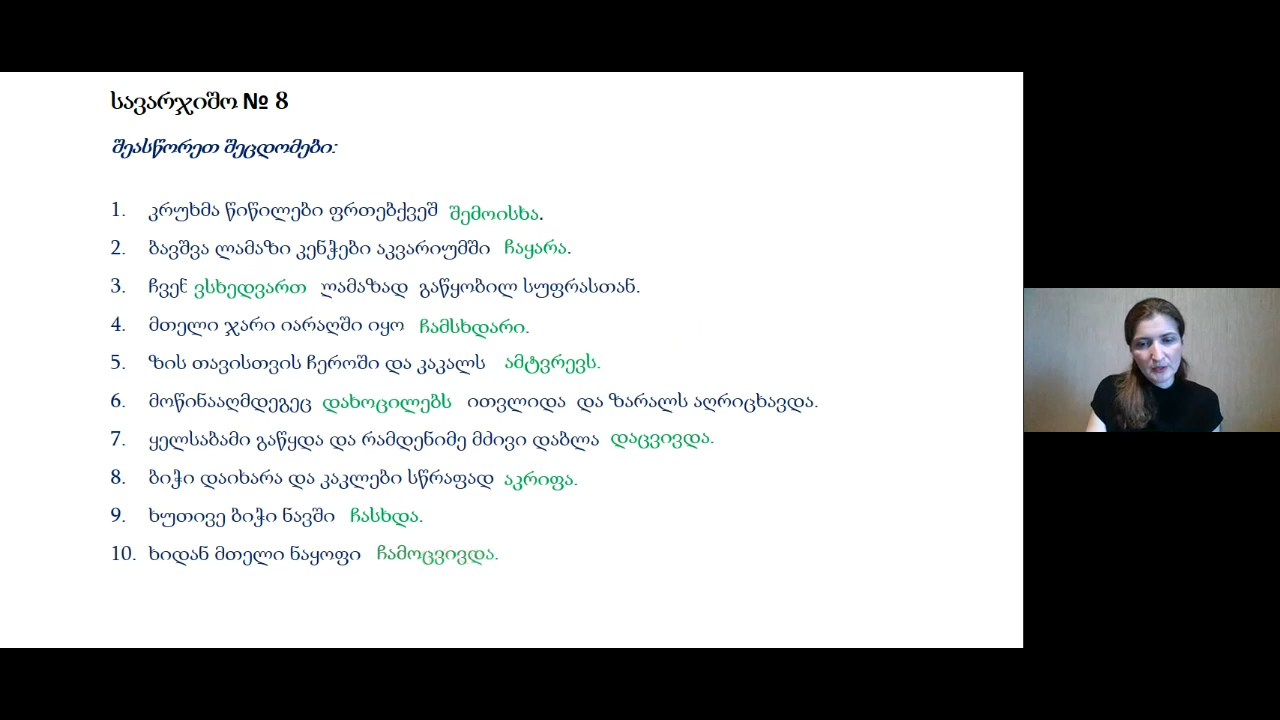 სავარჯიშო № 8
შეასწორეთ შეცდომები:
1. კრუხმა წიწილები ფრთებქვეშ შემოისხა.
2. ბავშვა ლამაზი კენჭები აკვარიუმში ჩაყარა.
3. ჩვენ ვსხედვართ ლამაზად გაწყობილ სუფრასთან.
4. მთელი ჯარი იარაღში იყო ჩამსხდარი.
5. ზის თავისთვის ჩეროში და კაკალს ამტვრევს.
6. მოწინააღმდეგეც დახოცილებს ითვლიდა და ზარალს აღრიცხავდა.
7. ყელსაბამი გაწყდა და რამდენიმე მძივი დაბლა დაცვივდა.
8. ბიჭი დაიხარა და კაკლები სწრაფად აკრიფა.
9. ხუთივე ბიჭი ნავში ჩასხდა.
10. ხიდან მთელი ნაყოფი ჩამოცვივდა.